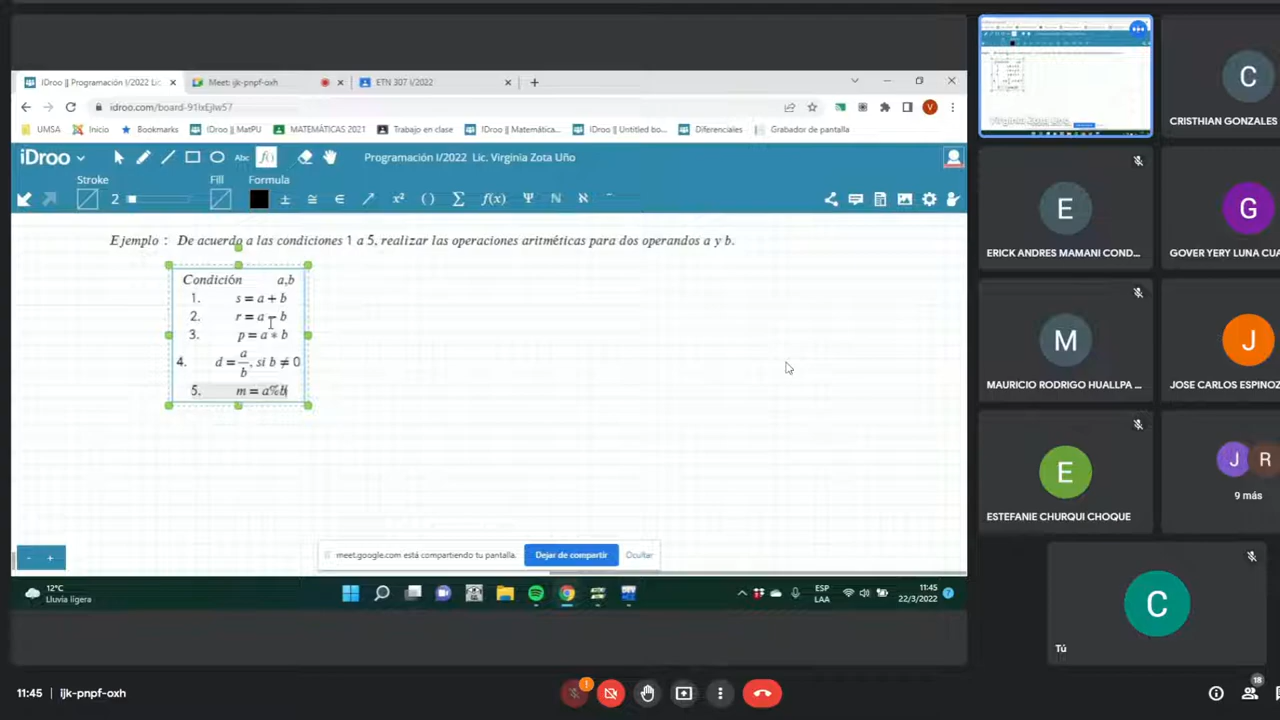 IDroo || Programación I/2022 Lic.
Meet: ijk-pnpf-oxh
ETN 307 I/2022
idroo.com/board-91lxEjlw57
V
UMSA
Inicio
Bookmarks
IDroo || MatPU
MATEMÁTICAS 2021
Trabajo en clase
IDroo || Matemática...
IDroo || Untitled bo...
Diferenciales
Grabador de pantalla
iDroo
Abc
f()
Programación I/2022 Lic. Virginia Zota Uño
Stroke
2
Fill
Formula
± ≅ ∈ x² () ∑ f(x) Ψ ℕ ℵ
Ejemplo : De acuerdo a las condiciones 1 a 5, realizar las operaciones aritméticas para dos operandos a y b.
Condición a,b
1. s = a + b
2. r = a − b
3. p = a ∗ b
4. d = a/b, si b ≠ 0
5. m = a%b
- +
meet.google.com está compartiendo tu pantalla.
Dejar de compartir
Ocultar
12°C
Lluvia ligera
ESP
LAA
11:45
22/3/2022
C
CRISTHIAN GONZALES
E
ERICK ANDRES MAMANI COND...
G
GOVER YERY LUNA CUA
M
MAURICIO RODRIGO HUALLPA ...
J
JOSE CARLOS ESPINOZ
E
ESTEFANIE CHURQUI CHOQUE
J R
9 más
C
Tú
11:45 | ijk-pnpf-oxh
18